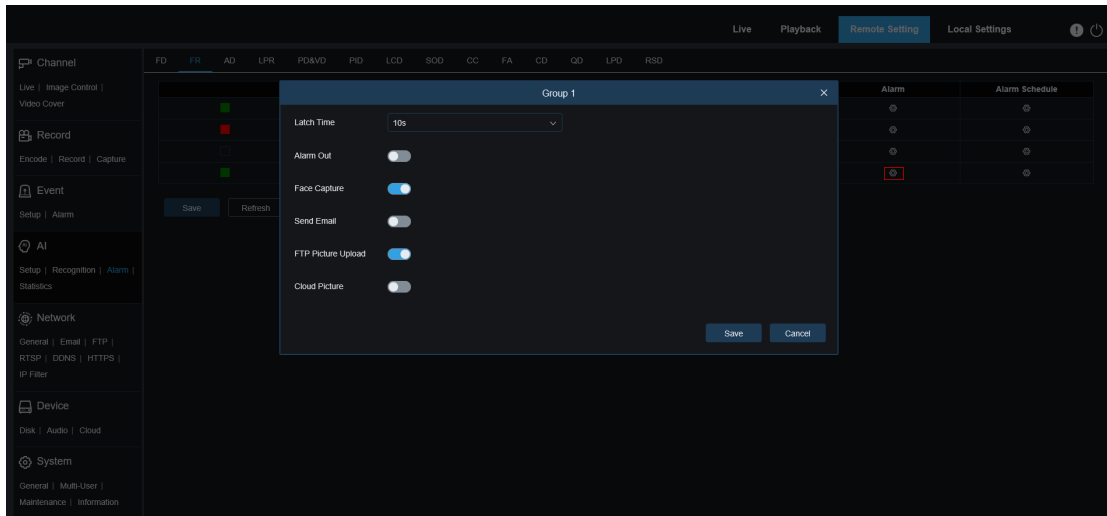 Live Playback Remote Setting Local Settings
Channel
Live | Image Control |
Video Cover
Record
Encode | Record | Capture
Event
Setup | Alarm
AI
Setup | Recognition | Alarm |
Statistics
Network
General | Email | FTP |
RTSP | DDNS | HTTPS |
IP Filter
Device
Disk | Audio | Cloud
System
General | Multi-User |
Maintenance | Information
FD FR AD LPR PD&VD PID LCD SOD CC FA CD QD LPD RSD
Alarm Alarm Schedule
Save Refresh
Group 1
Latch Time 10s
Alarm Out
Face Capture
Send Email
FTP Picture Upload
Cloud Picture
Save Cancel